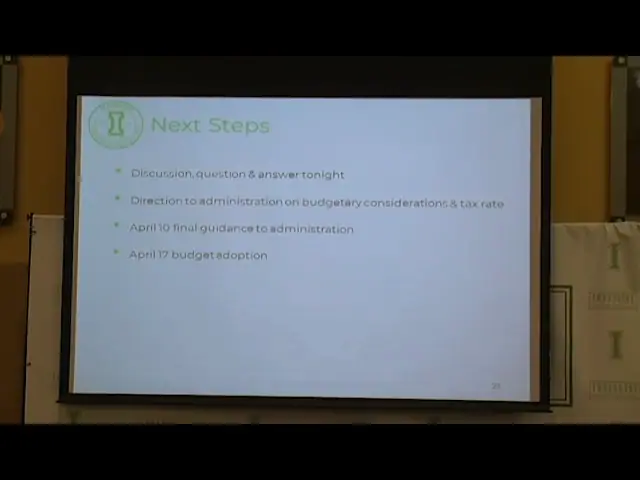 I
Next Steps
Discussion, question & answer tonight
Direction to administration on budgetary considerations & tax rate
April 10 final guidance to administration
April 17 budget adoption
I
I